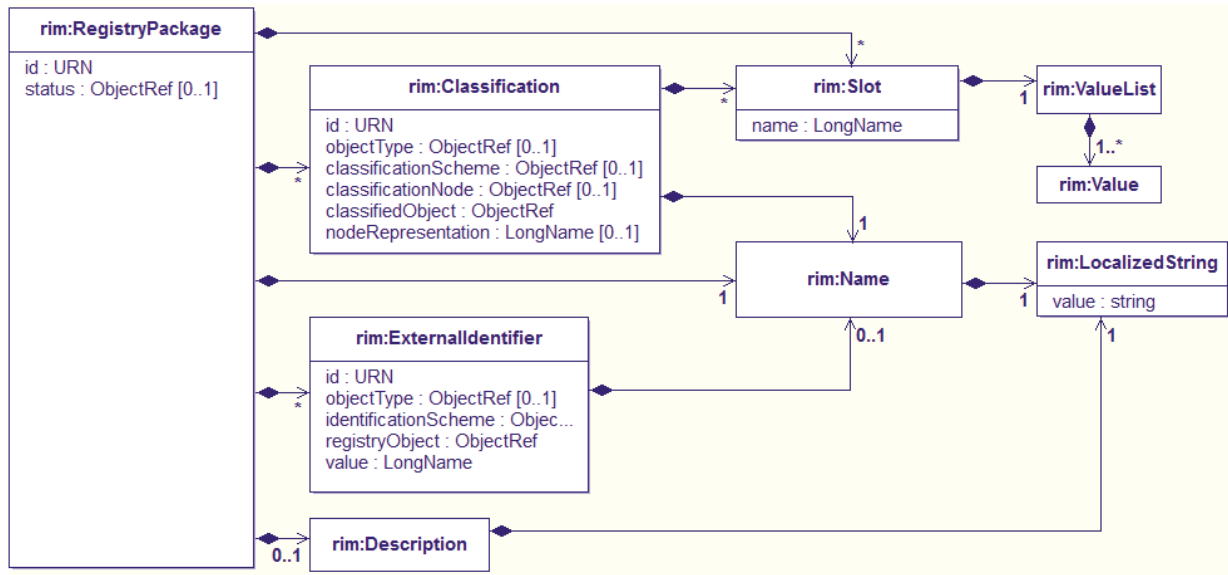 rim:RegistryPackage
id : URN
status : ObjectRef [0..1]
*
rim:Classification
id : URN
objectType : ObjectRef [0..1]
classificationScheme : ObjectRef [0..1]
classificationNode : ObjectRef [0..1]
classifiedObject : ObjectRef
nodeRepresentation : LongName [0..1]
*
*
rim:Slot
name : LongName
1
rim:ValueList
1..*
rim:Value
1
1
rim:Name
1
rim:LocalizedString
value : string
0..1
1
rim:ExternalIdentifier
id : URN
objectType : ObjectRef [0..1]
identificationScheme : Objec...
registryObject : ObjectRef
value : LongName
*
0..1
rim:Description